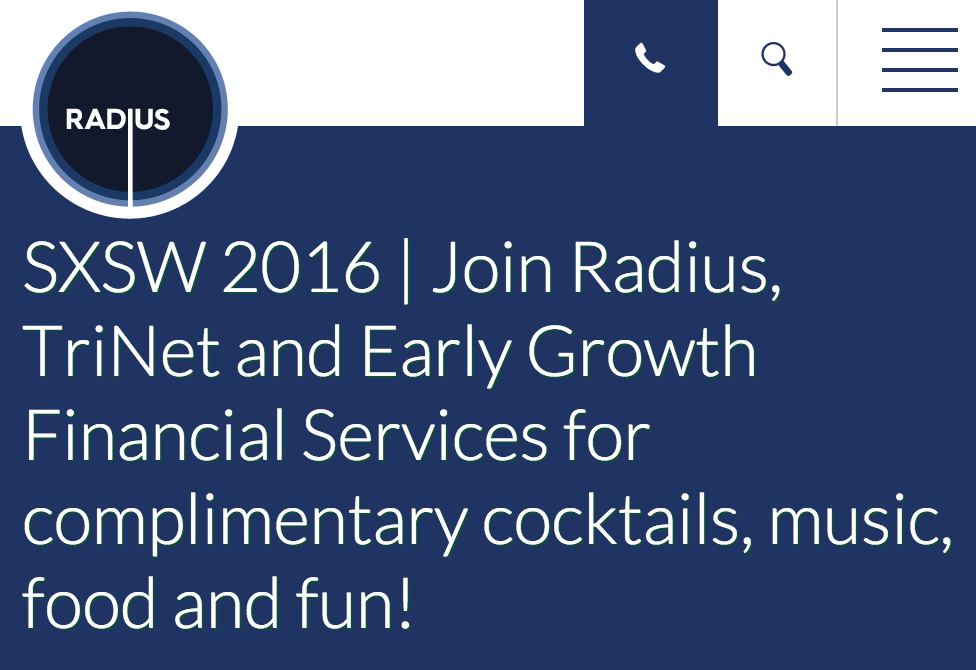 RADIUS
SXSW 2016 | Join Radius,
TriNet and Early Growth
Financial Services for
complimentary cocktails, music,
food and fun!